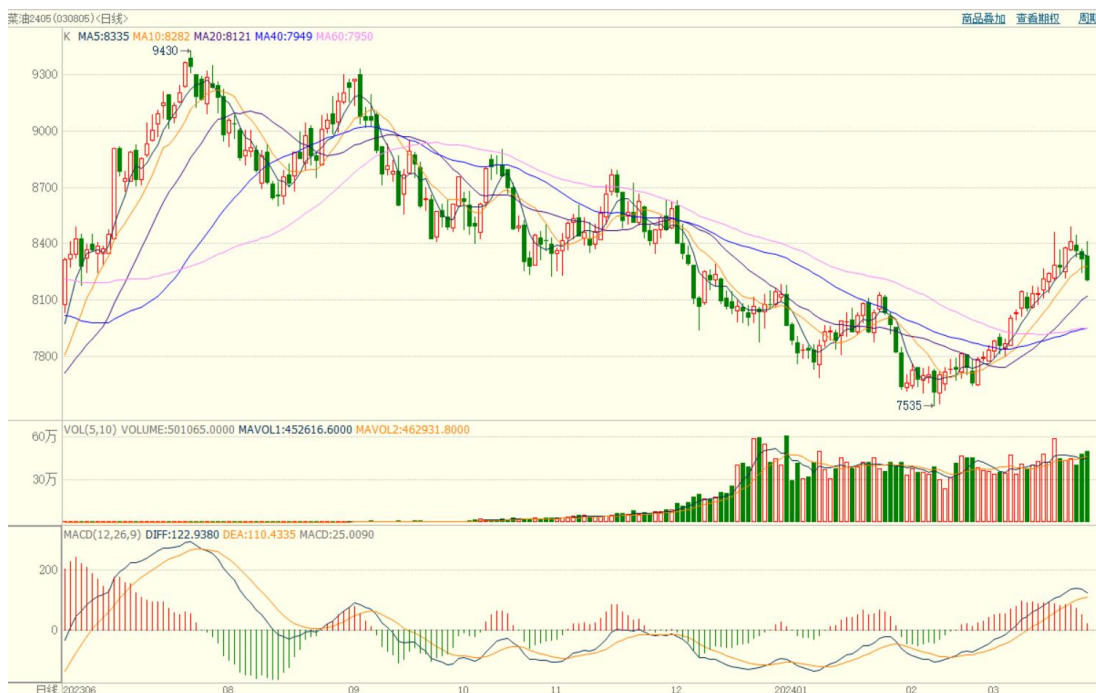 菜油2405(030805)<日线> 商品叠加 查看期权 周期
K MA5:8335 MA10:8282 MA20:8121 MA40:7949 MA60:7950
9430
9300
9000
8700
8400
8100
7800
7535
VOL(5,10) VOLUME:501065.0000 MAVOL1:452616.6000 MAVOL2:462931.8000
60万
30万
MACD(12,26,9) DIFF:122.9380 DEA:110.4335 MACD:25.0090
200
0
日线 202306 08 09 10 11 12 202401 02 03